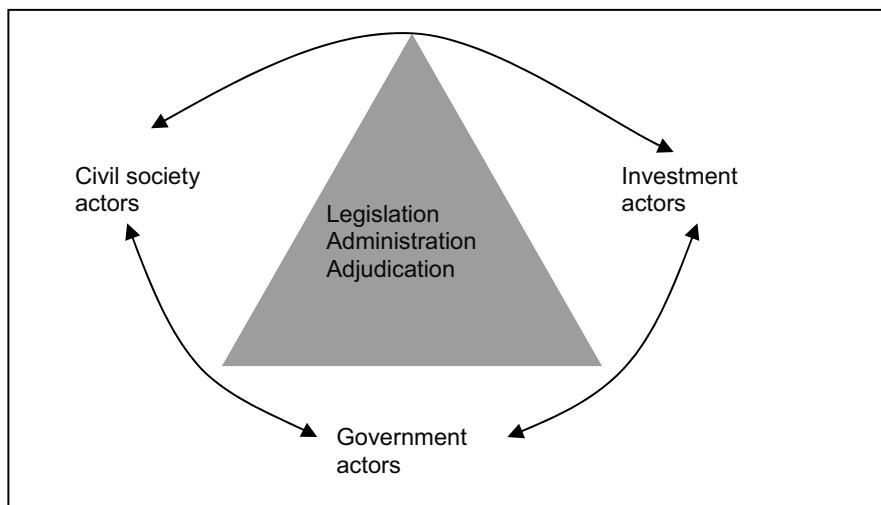 Civil society
actors
Investment
actors
Legislation
Administration
Adjudication
Government
actors